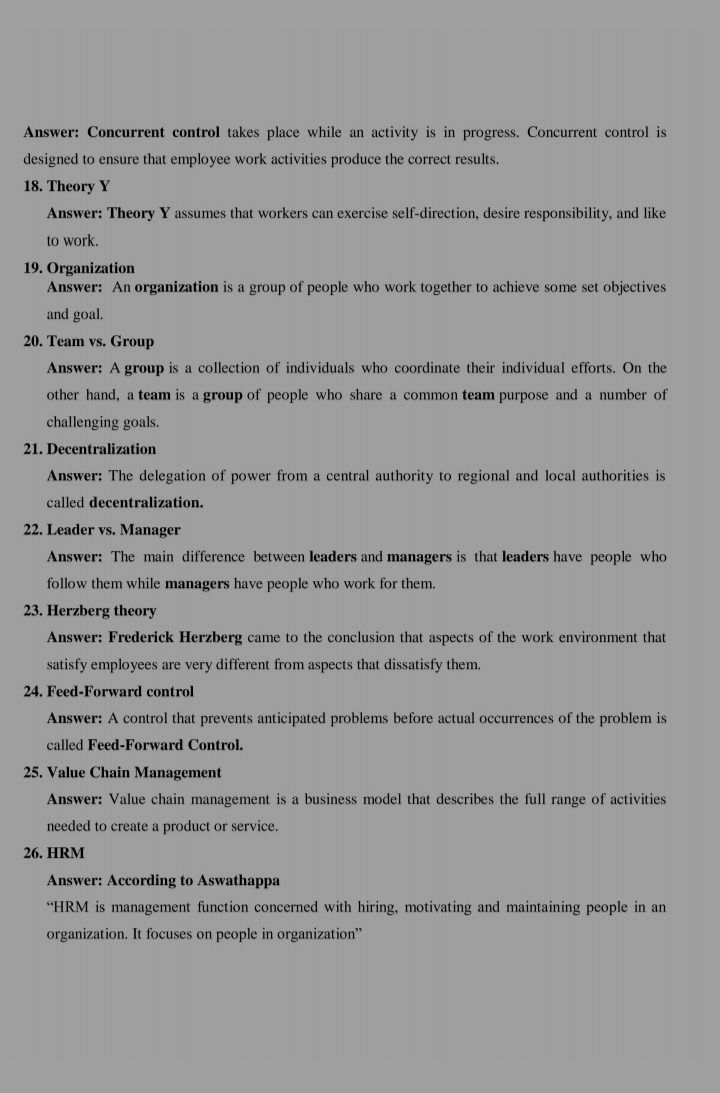 Answer: Concurrent control takes place while an activity is in progress. Concurrent control is
designed to ensure that employee work activities produce the correct results.
18. Theory Y
Answer: Theory Y assumes that workers can exercise self-direction, desire responsibility, and like
to work.
19. Organization
Answer: An organization is a group of people who work together to achieve some set objectives
and goal.
20. Team vs. Group
Answer: A group is a collection of individuals who coordinate their individual efforts. On the
other hand, a team is a group of people who share a common team purpose and a number of
challenging goals.
21. Decentralization
Answer: The delegation of power from a central authority to regional and local authorities is
called decentralization.
22. Leader vs. Manager
Answer: The main difference between leaders and managers is that leaders have people who
follow them while managers have people who work for them.
23. Herzberg theory
Answer: Frederick Herzberg came to the conclusion that aspects of the work environment that
satisfy employees are very different from aspects that dissatisfy them.
24. Feed-Forward control
Answer: A control that prevents anticipated problems before actual occurrences of the problem is
called Feed-Forward Control.
25. Value Chain Management
Answer: Value chain management is a business model that describes the full range of activities
needed to create a product or service.
26. HRM
Answer: According to Aswathappa
“HRM is management function concerned with hiring, motivating and maintaining people in an
organization. It focuses on people in organization”